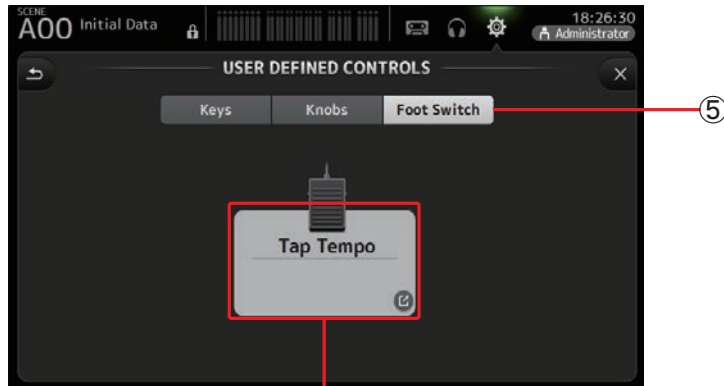 SCENE
A00 Initial Data
18:26:30
Administrator
USER DEFINED CONTROLS
Keys Knobs Foot Switch
⑤
Tap Tempo